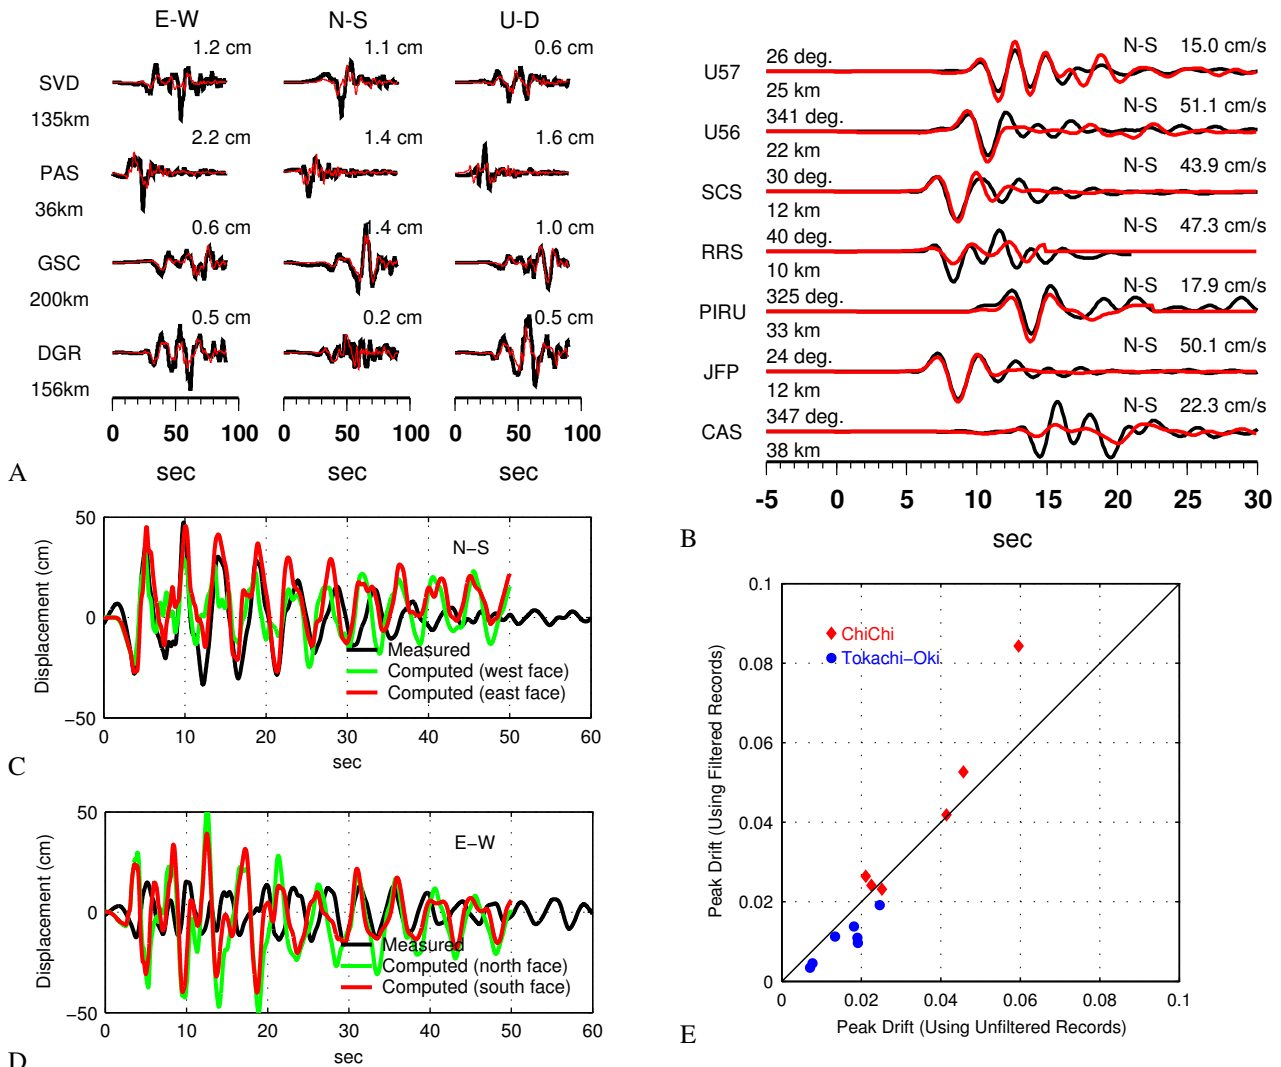 E-W N-S U-D
1.2 cm 1.1 cm 0.6 cm
SVD
135km
2.2 cm 1.4 cm 1.6 cm
PAS
36km
0.6 cm 1.4 cm 1.0 cm
GSC
200km
0.5 cm 0.2 cm 0.5 cm
DGR
156km
0 50 100 0 50 100 0 50 100
sec sec sec
A
26 deg. N-S 15.0 cm/s
U57
25 km
341 deg. N-S 51.1 cm/s
U56
22 km
30 deg. N-S 43.9 cm/s
SCS
12 km
40 deg. N-S 47.3 cm/s
RRS
10 km
325 deg. N-S 17.9 cm/s
PIRU
33 km
24 deg. N-S 50.1 cm/s
JFP
12 km
347 deg. N-S 22.3 cm/s
CAS
38 km
-5 0 5 10 15 20 25 30
sec
B
50
0
−50
Displacement (cm)
N−S
Measured
Computed (west face)
Computed (east face)
0 10 20 30 40 50 60
sec
C
50
0
−50
Displacement (cm)
E−W
Measured
Computed (north face)
Computed (south face)
0 10 20 30 40 50 60
sec
D
0.1
0.08
0.06
0.04
0.02
0
Peak Drift (Using Filtered Records)
ChiChi
Tokachi−Oki
0 0.02 0.04 0.06 0.08 0.1
Peak Drift (Using Unfiltered Records)
E